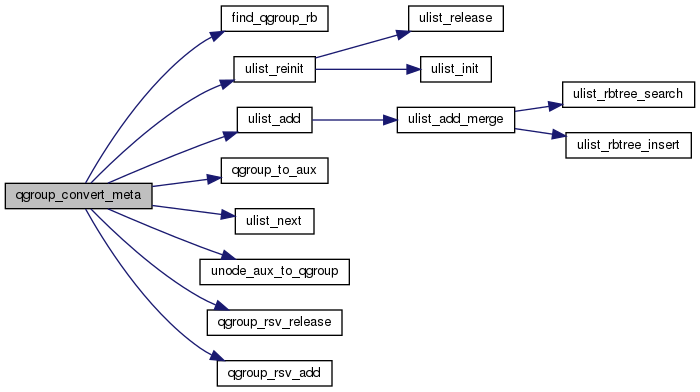 find_qgroup_rb
ulist_release
ulist_reinit
ulist_init
ulist_rbtree_search
ulist_add
ulist_add_merge
ulist_rbtree_insert
qgroup_to_aux
qgroup_convert_meta
ulist_next
unode_aux_to_qgroup
qgroup_rsv_release
qgroup_rsv_add